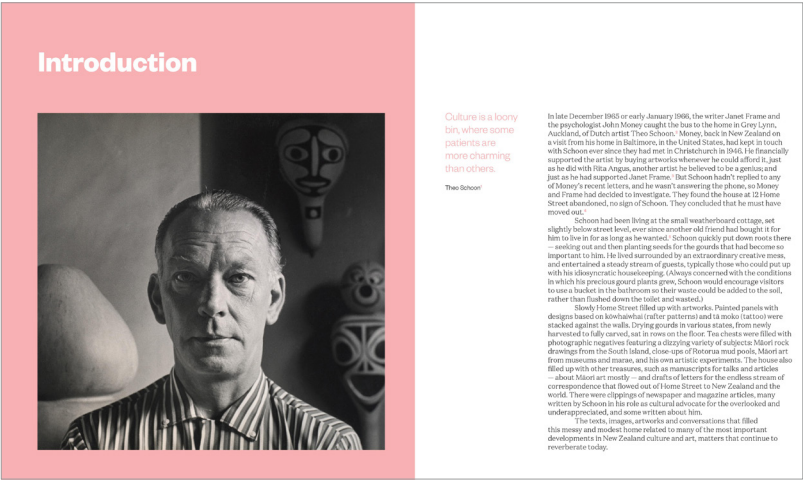 Introduction
Culture is a loony
bin, where some
patients are
more charming
than others.
Theo Schoon¹
In late December 1965 or early January 1966, the writer Janet Frame and
the psychologist John Money caught the bus to the home in Grey Lynn,
Auckland, of Dutch artist Theo Schoon.² Money, back in New Zealand on
a visit from his home in Baltimore, in the United States, had kept in touch
with Schoon ever since they had met in Christchurch in 1946. He financially
supported the artist by buying artworks whenever he could afford it, just
as he did with Rita Angus, another artist he believed to be a genius; and
just as he had supported Janet Frame.³ But Schoon hadn't replied to any
of Money's recent letters, and he wasn't answering the phone, so Money
and Frame had decided to investigate. They found the house at 12 Home
Street abandoned, no sign of Schoon. They concluded that he must have
moved out.⁴
Schoon had been living at the small weatherboard cottage, set
slightly below street level, ever since another old friend had bought it for
him to live in for as long as he wanted.⁵ Schoon quickly put down roots there
— seeking out and then planting seeds for the gourds that had become so
important to him. He lived surrounded by an extraordinary creative mess,
and entertained a steady stream of guests, typically those who could put up
with his idiosyncratic housekeeping. (Always concerned with the conditions
in which his precious gourd plants grew, Schoon would encourage visitors
to use a bucket in the bathroom so their waste could be added to the soil,
rather than flushed down the toilet and wasted.)
Slowly Home Street filled up with artworks. Painted panels with
designs based on kōwhaiwhai (rafter patterns) and tā moko (tattoo) were
stacked against the walls. Drying gourds in various states, from newly
harvested to fully carved, sat in rows on the floor. Tea chests were filled with
photographic negatives featuring a dizzying variety of subjects: Māori rock
drawings from the South Island, close-ups of Rotorua mud pools, Māori art
from museums and marae, and his own artistic experiments. The house also
filled up with other treasures, such as manuscripts for talks and articles
— about Māori art mostly — and drafts of letters for the endless stream of
correspondence that flowed out of Home Street to New Zealand and the
world. There were clippings of newspaper and magazine articles, many
written by Schoon in his role as cultural advocate for the overlooked and
underappreciated, and some written about him.
The texts, images, artworks and conversations that filled
this messy and modest home related to many of the most important
developments in New Zealand culture and art, matters that continue to
reverberate today.